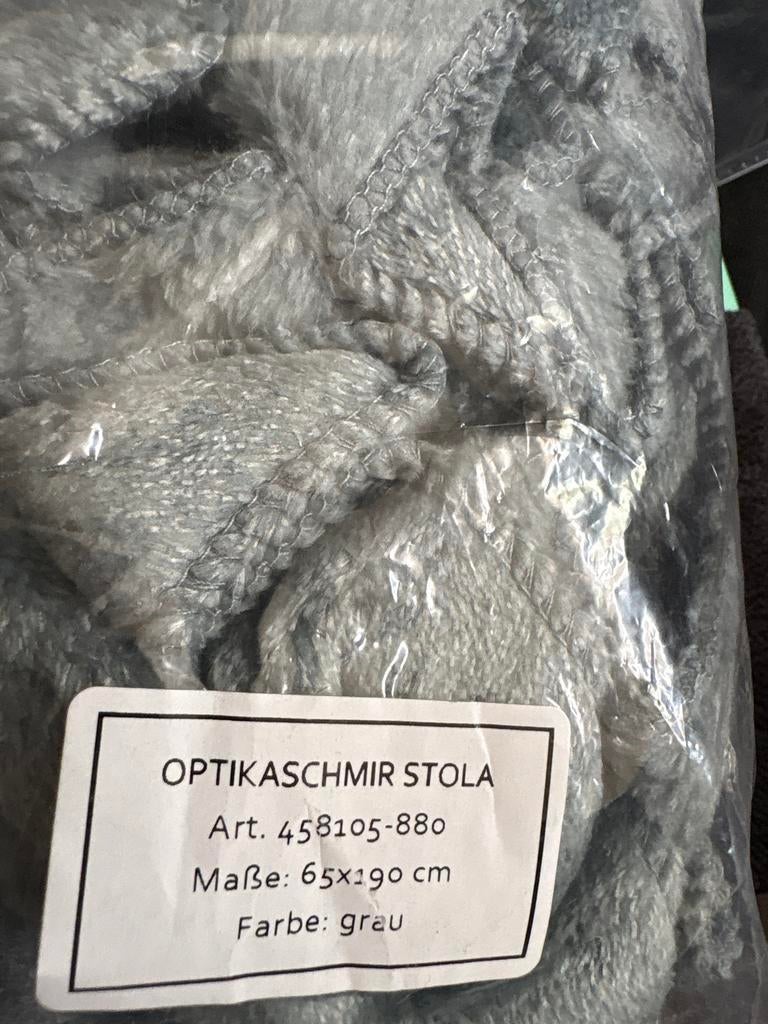 OPTIKASCHMIR STOLA
Art. 458105-880
Maße: 65x190 cm
Farbe: grau